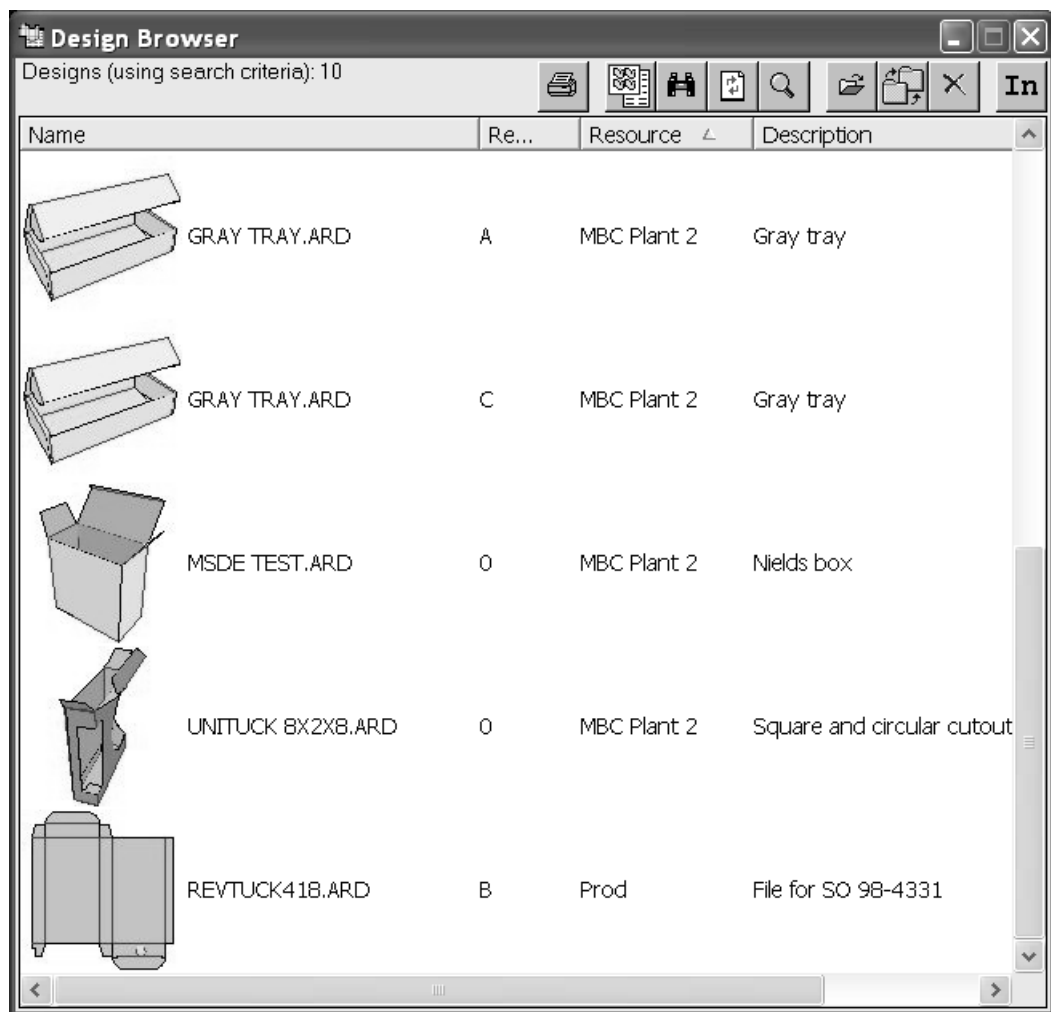 Design Browser
Designs (using search criteria): 10
In
Name Re... Resource Description
GRAY TRAY.ARD A MBC Plant 2 Gray tray
GRAY TRAY.ARD C MBC Plant 2 Gray tray
MSDE TEST.ARD 0 MBC Plant 2 Nields box
UNITUCK 8X2X8.ARD 0 MBC Plant 2 Square and circular cutout
REVTUCK418.ARD B Prod File for SO 98-4331